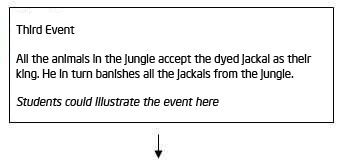 Third Event
All the animals in the jungle accept the dyed jackal as their
king. He in turn banishes all the jackals from the jungle.
Students could illustrate the event here